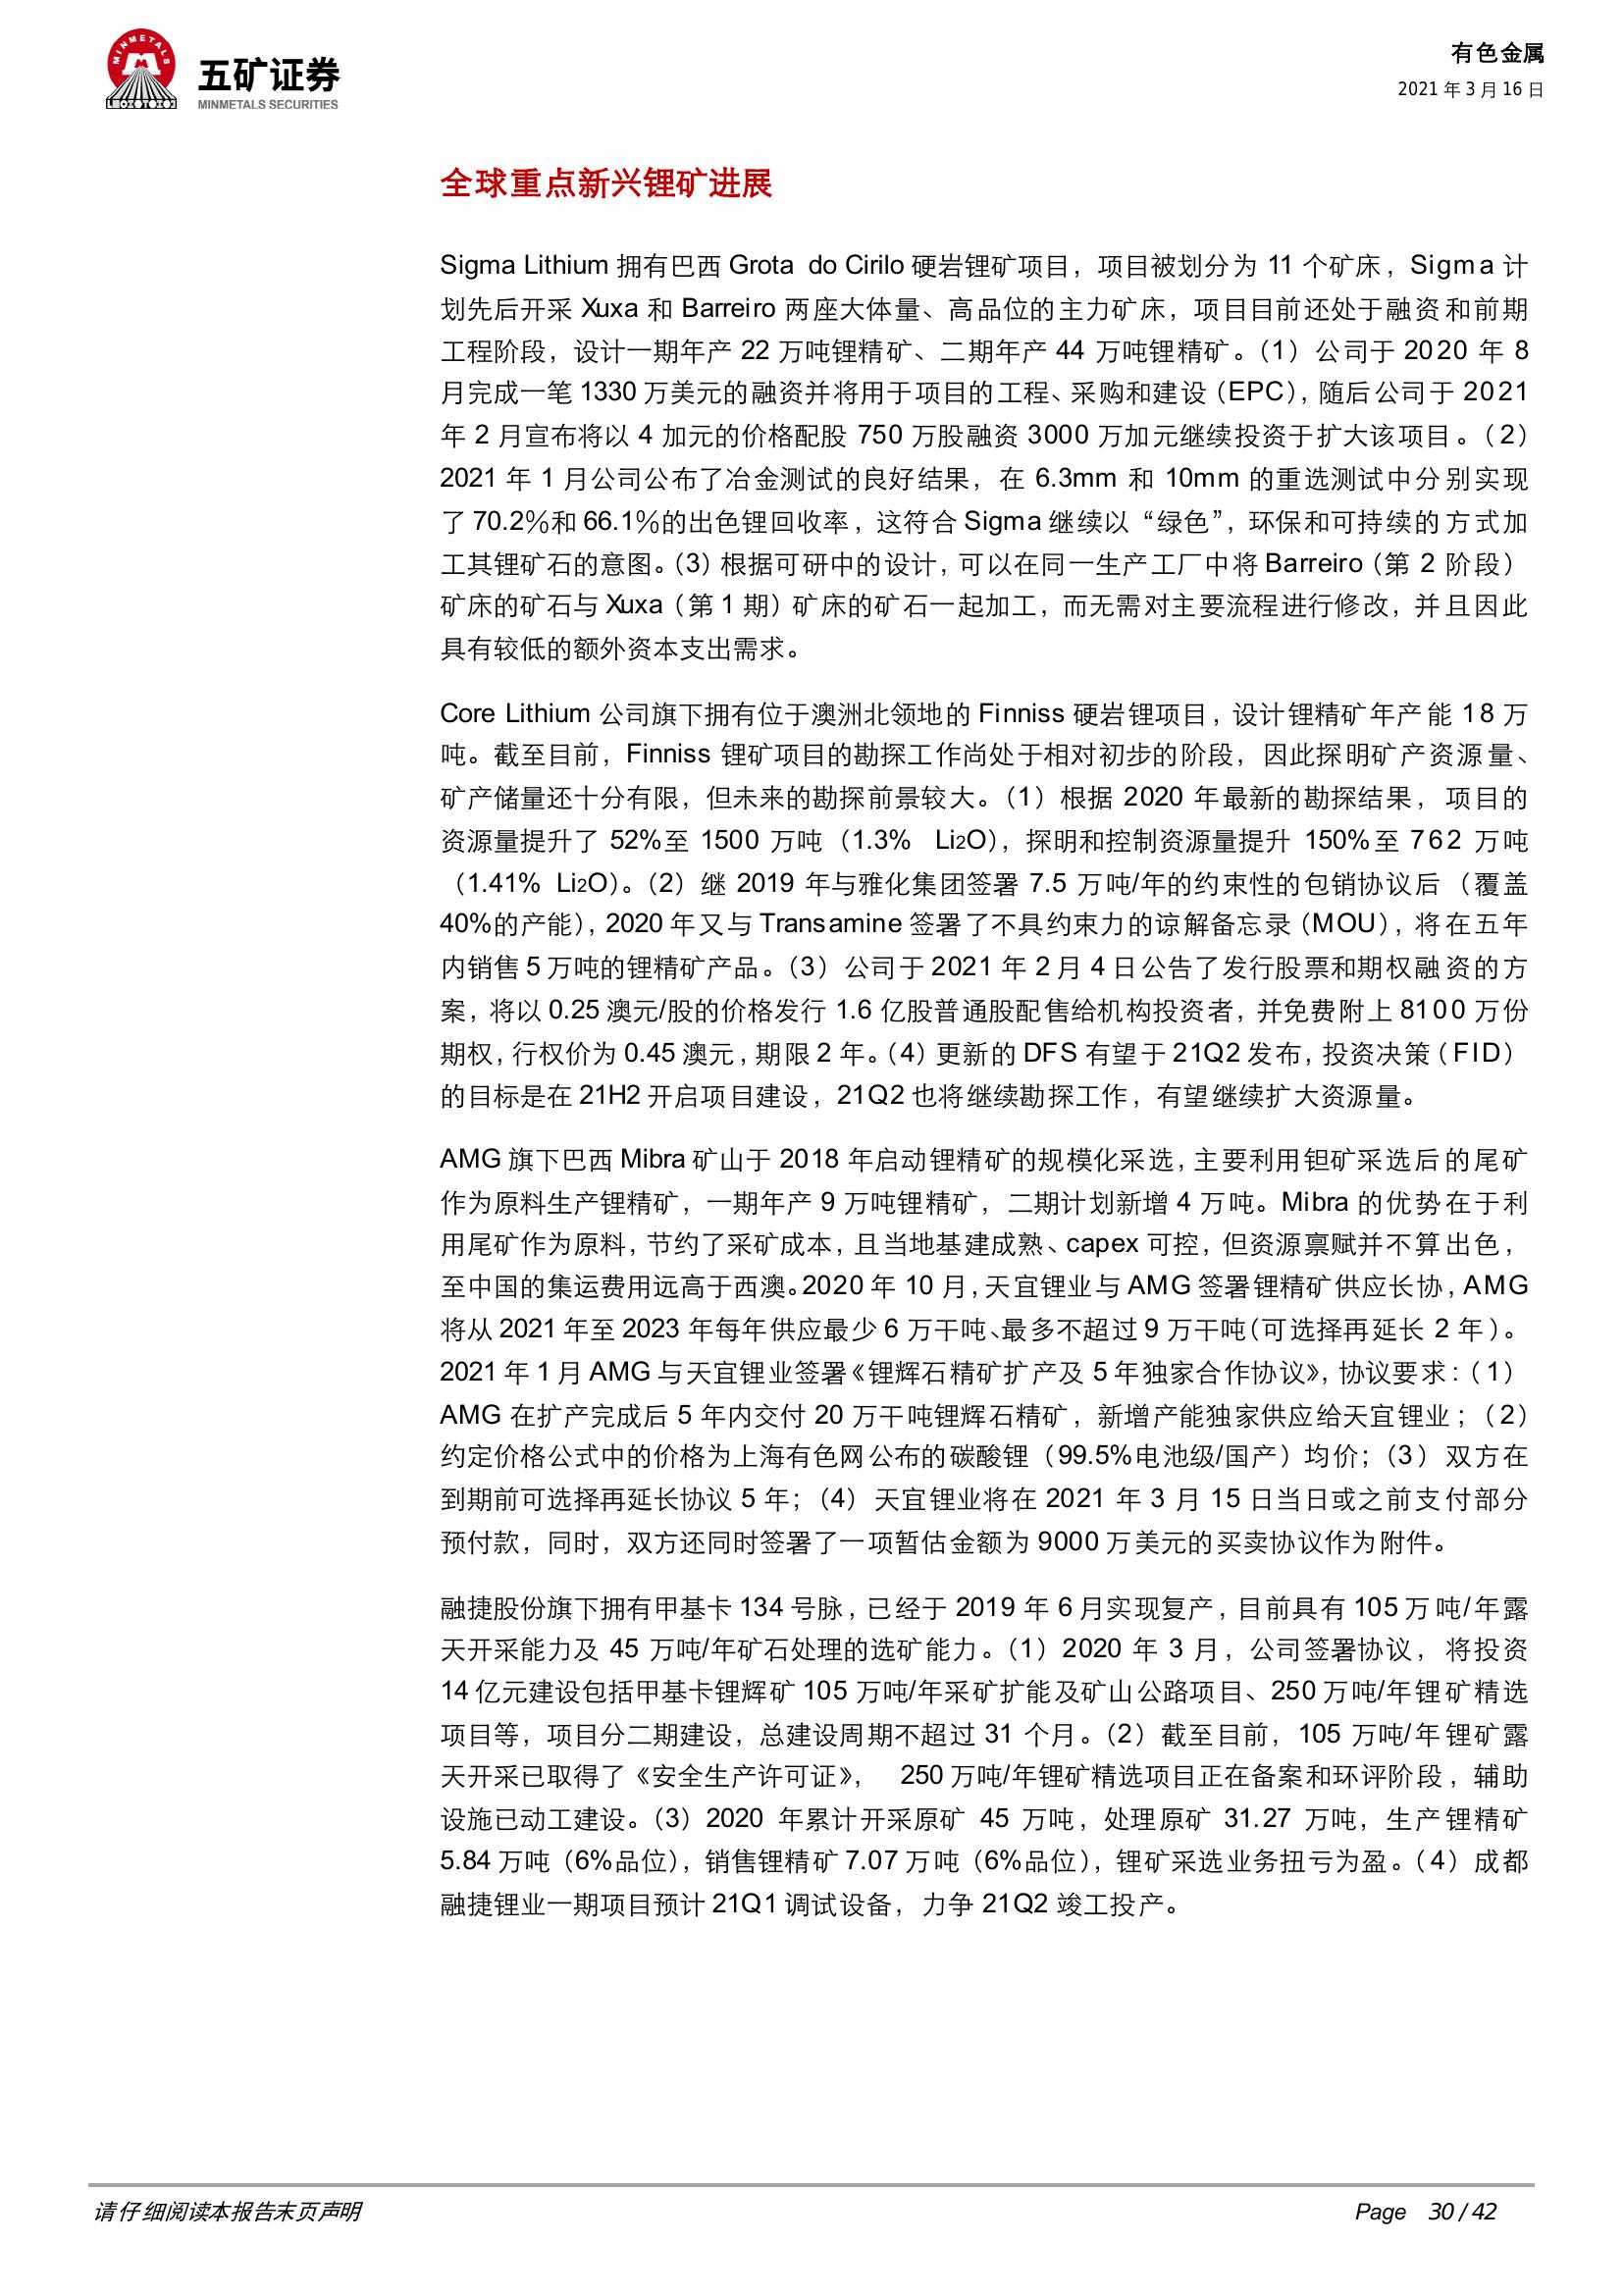 MINMETALS
五矿证券
MINMETALS SECURITIES
有色金属
2021 年 3 月 16 日
全球重点新兴锂矿进展
Sigma Lithium 拥有巴西 Grota do Cirilo 硬岩锂矿项目，项目被划分为 11 个矿床，Sigma 计
划先后开采 Xuxa 和 Barreiro 两座大体量、高品位的主力矿床，项目目前还处于融资和前期
工程阶段，设计一期年产 22 万吨锂精矿、二期年产 44 万吨锂精矿。（1）公司于 2020 年 8
月完成一笔 1330 万美元的融资并将用于项目的工程、采购和建设（EPC），随后公司于 2021
年 2 月宣布将以 4 加元的价格配股 750 万股融资 3000 万加元继续投资于扩大该项目。（2）
2021 年 1 月公司公布了冶金测试的良好结果，在 6.3mm 和 10mm 的重选测试中分别实现
了 70.2％和 66.1％的出色锂回收率，这符合 Sigma 继续以“绿色”，环保和可持续的方式加
工其锂矿石的意图。（3）根据可研中的设计，可以在同一生产工厂中将 Barreiro（第 2 阶段）
矿床的矿石与 Xuxa（第 1 期）矿床的矿石一起加工，而无需对主要流程进行修改，并且因此
具有较低的额外资本支出需求。
Core Lithium 公司旗下拥有位于澳洲北领地的 Finniss 硬岩锂项目，设计锂精矿年产能 18 万
吨。截至目前，Finniss 锂矿项目的勘探工作尚处于相对初步的阶段，因此探明矿产资源量、
矿产储量还十分有限，但未来的勘探前景较大。（1）根据 2020 年最新的勘探结果，项目的
资源量提升了 52%至 1500 万吨（1.3% Li2O），探明和控制资源量提升 150%至 762 万吨
（1.41% Li2O）。（2）继 2019 年与雅化集团签署 7.5 万吨/年的约束性的包销协议后（覆盖
40%的产能），2020 年又与 Transamine 签署了不具约束力的谅解备忘录（MOU），将在五年
内销售 5 万吨的锂精矿产品。（3）公司于 2021 年 2 月 4 日公告了发行股票和期权融资的方
案，将以 0.25 澳元/股的价格发行 1.6 亿股普通股配售给机构投资者，并免费附上 8100 万份
期权，行权价为 0.45 澳元，期限 2 年。（4）更新的 DFS 有望于 21Q2 发布，投资决策（FID）
的目标是在 21H2 开启项目建设，21Q2 也将继续勘探工作，有望继续扩大资源量。
AMG 旗下巴西 Mibra 矿山于 2018 年启动锂精矿的规模化采选，主要利用钽矿采选后的尾矿
作为原料生产锂精矿，一期年产 9 万吨锂精矿，二期计划新增 4 万吨。Mibra 的优势在于利
用尾矿作为原料，节约了采矿成本，且当地基建成熟、capex 可控，但资源禀赋并不算出色，
至中国的集运费用远高于西澳。2020 年 10 月，天宜锂业与 AMG 签署锂精矿供应长协，AMG
将从 2021 年至 2023 年每年供应最少 6 万干吨、最多不超过 9 万干吨（可选择再延长 2 年）。
2021 年 1 月 AMG 与天宜锂业签署《锂辉石精矿扩产及 5 年独家合作协议》，协议要求：（1）
AMG 在扩产完成后 5 年内交付 20 万干吨锂辉石精矿，新增产能独家供应给天宜锂业；（2）
约定价格公式中的价格为上海有色网公布的碳酸锂（99.5%电池级/国产）均价；（3）双方在
到期前可选择再延长协议 5 年；（4）天宜锂业将在 2021 年 3 月 15 日当日或之前支付部分
预付款，同时，双方还同时签署了一项暂估金额为 9000 万美元的买卖协议作为附件。
融捷股份旗下拥有甲基卡 134 号脉，已经于 2019 年 6 月实现复产，目前具有 105 万吨/年露
天开采能力及 45 万吨/年矿石处理的选矿能力。（1）2020 年 3 月，公司签署协议，将投资
14 亿元建设包括甲基卡锂辉矿 105 万吨/年采矿扩能及矿山公路项目、250 万吨/年锂矿精选
项目等，项目分二期建设，总建设周期不超过 31 个月。（2）截至目前，105 万吨/年锂矿露
天开采已取得了《安全生产许可证》， 250 万吨/年锂矿精选项目正在备案和环评阶段，辅助
设施已动工建设。（3）2020 年累计开采原矿 45 万吨，处理原矿 31.27 万吨，生产锂精矿
5.84 万吨（6%品位），销售锂精矿 7.07 万吨（6%品位），锂矿采选业务扭亏为盈。（4）成都
融捷锂业一期项目预计 21Q1 调试设备，力争 21Q2 竣工投产。
请仔细阅读本报告末页声明
Page 30 / 42